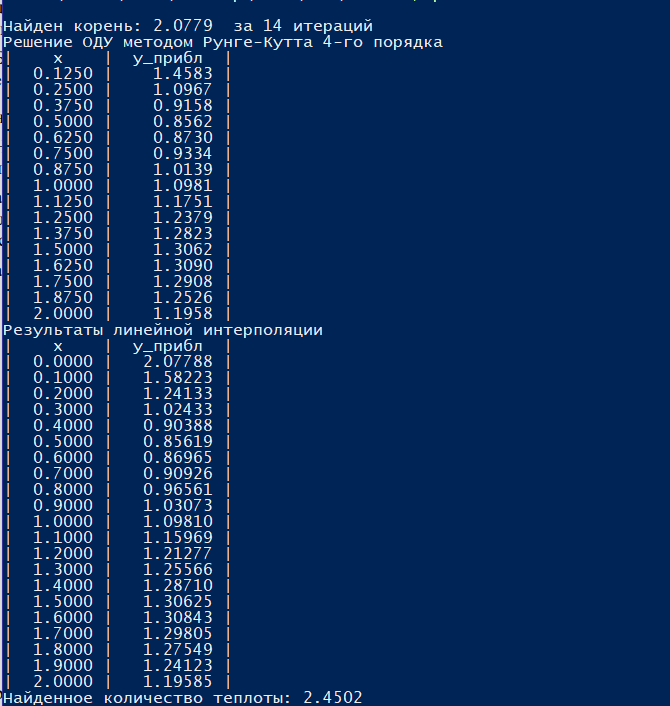 Найден корень: 2.0779  за 14 итераций
Решение ОДУ методом Рунге-Кутта 4-го порядка
|    x    |  y_прибл  |
|  0.1250 |    1.4583 |
|  0.2500 |    1.0967 |
|  0.3750 |    0.9158 |
|  0.5000 |    0.8562 |
|  0.6250 |    0.8730 |
|  0.7500 |    0.9334 |
|  0.8750 |    1.0139 |
|  1.0000 |    1.0981 |
|  1.1250 |    1.1751 |
|  1.2500 |    1.2379 |
|  1.3750 |    1.2823 |
|  1.5000 |    1.3062 |
|  1.6250 |    1.3090 |
|  1.7500 |    1.2908 |
|  1.8750 |    1.2526 |
|  2.0000 |    1.1958 |
Результаты линейной интерполяции
|    x    |  y_прибл  |
|  0.0000 |   2.07788 |
|  0.1000 |   1.58223 |
|  0.2000 |   1.24133 |
|  0.3000 |   1.02433 |
|  0.4000 |   0.90388 |
|  0.5000 |   0.85619 |
|  0.6000 |   0.86965 |
|  0.7000 |   0.90926 |
|  0.8000 |   0.96561 |
|  0.9000 |   1.03073 |
|  1.0000 |   1.09810 |
|  1.1000 |   1.15969 |
|  1.2000 |   1.21277 |
|  1.3000 |   1.25566 |
|  1.4000 |   1.28710 |
|  1.5000 |   1.30625 |
|  1.6000 |   1.30843 |
|  1.7000 |   1.29805 |
|  1.8000 |   1.27549 |
|  1.9000 |   1.24123 |
|  2.0000 |   1.19585 |
Найденное количество теплоты: 2.4502